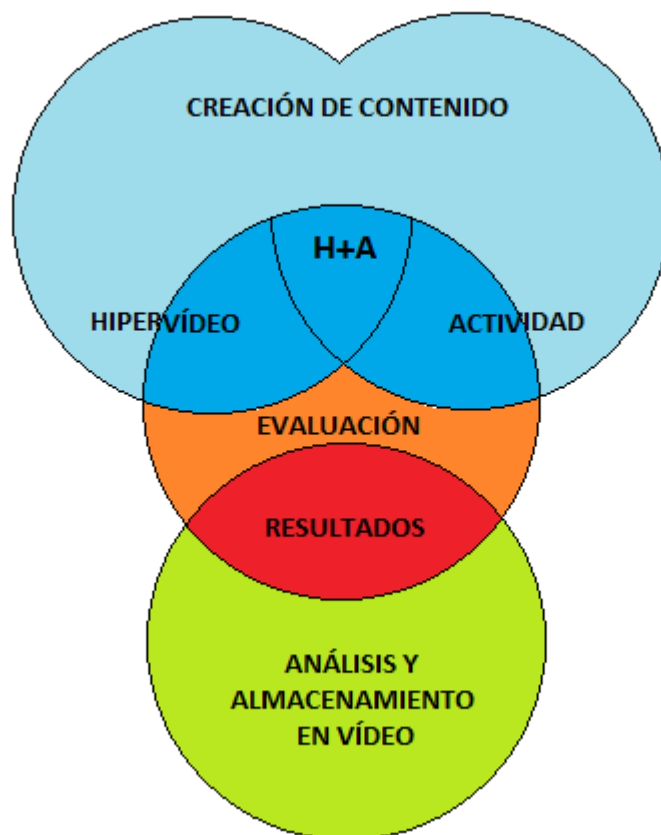 CREACIÓN DE CONTENIDO
H+A
HIPERVÍDEO
ACTIVIDAD
EVALUACIÓN
RESULTADOS
ANÁLISIS Y
ALMACENAMIENTO
EN VÍDEO